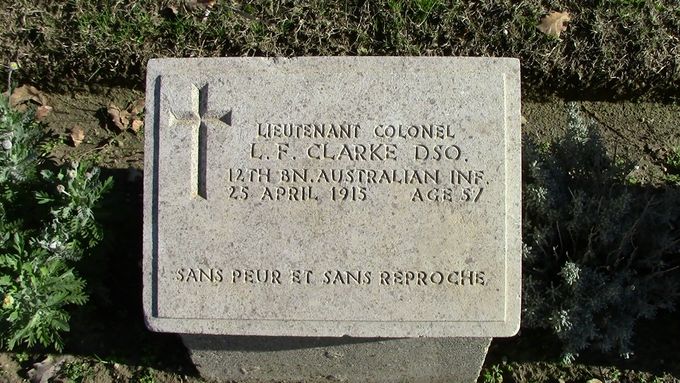 LIEUTENANT COLONEL
L. F. CLARKE DSO.
12TH BN. AUSTRALIAN INF.
25 APRIL 1915 AGE 57
SANS PEUR ET SANS REPROCHE